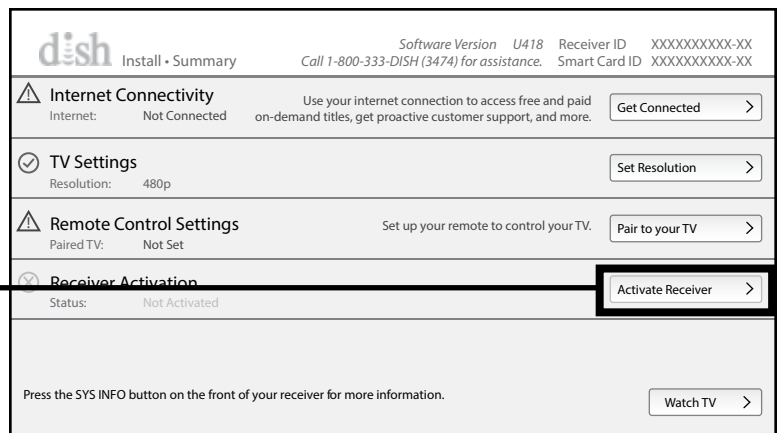 dish Install • Summary
Software Version U418 Receiver ID XXXXXXXXXX-XX
Call 1-800-333-DISH (3474) for assistance. Smart Card ID XXXXXXXXXX-XX
Internet Connectivity
Internet: Not Connected
Use your internet connection to access free and paid
on-demand titles, get proactive customer support, and more.
Get Connected
TV Settings
Resolution: 480p
Set Resolution
Remote Control Settings
Paired TV: Not Set
Set up your remote to control your TV.
Pair to your TV
Receiver Activation
Status: Not Activated
Activate Receiver
Press the SYS INFO button on the front of your receiver for more information.
Watch TV